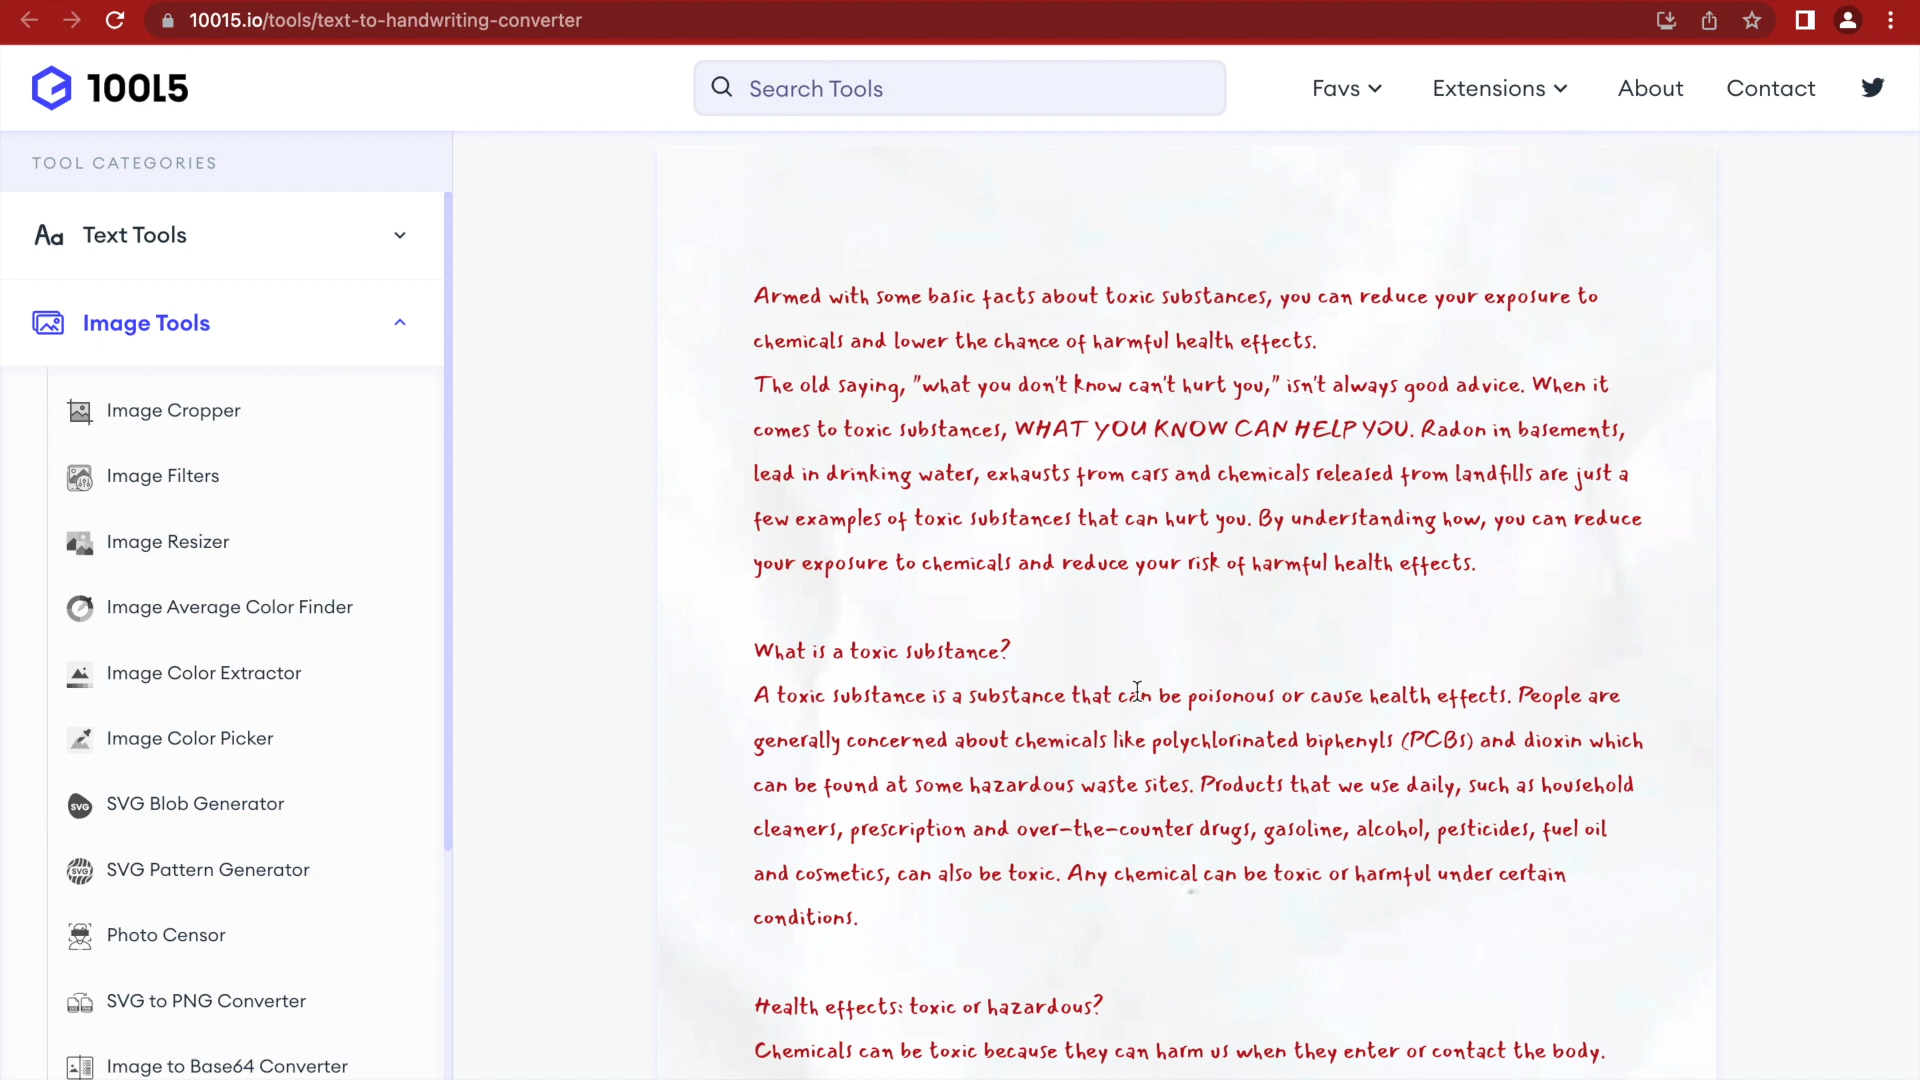 10015.io/tools/text-to-handwriting-converter
10015
Search Tools
Favs
Extensions
About
Contact
TOOL CATEGORIES
Aa Text Tools
Image Tools
Image Cropper
Image Filters
Image Resizer
Image Average Color Finder
Image Color Extractor
Image Color Picker
SVG SVG Blob Generator
SVG SVG Pattern Generator
Photo Censor
SVG to PNG Converter
Image to Base64 Converter
Armed with some basic facts about toxic substances, you can reduce your exposure to
chemicals and lower the chance of harmful health effects.
The old saying, "what you don't know can't hurt you," isn't always good advice. When it
comes to toxic substances, WHAT YOU KNOW CAN HELP YOU. Radon in basements,
lead in drinking water, exhausts from cars and chemicals released from landfills are just a
few examples of toxic substances that can hurt you. By understanding how, you can reduce
your exposure to chemicals and reduce your risk of harmful health effects.
What is a toxic substance?
A toxic substance is a substance that can be poisonous or cause health effects. People are
generally concerned about chemicals like polychlorinated biphenyls (PCBs) and dioxin which
can be found at some hazardous waste sites. Products that we use daily, such as household
cleaners, prescription and over-the-counter drugs, gasoline, alcohol, pesticides, fuel oil
and cosmetics, can also be toxic. Any chemical can be toxic or harmful under certain
conditions.
Health effects: toxic or hazardous?
Chemicals can be toxic because they can harm us when they enter or contact the body.